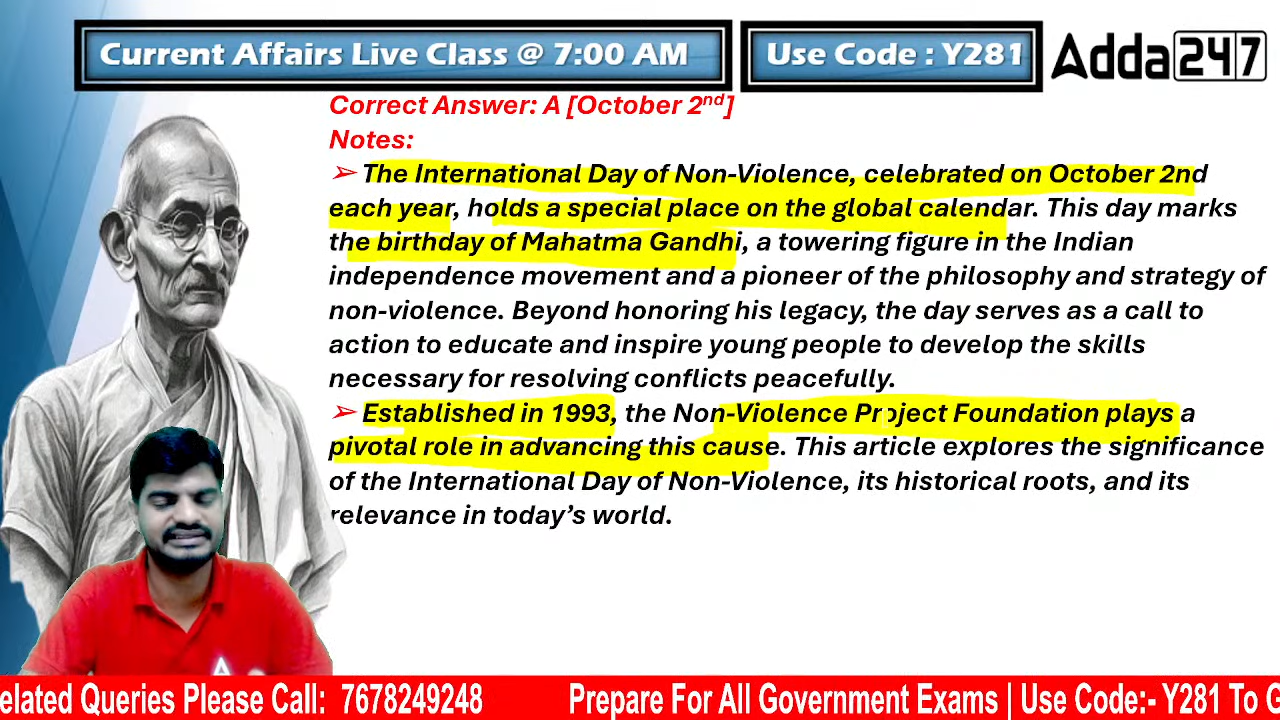 Current Affairs Live Class @ 7:00 AM
Use Code : Y281
Adda247
Correct Answer: A [October 2nd]
Notes:
➢ The International Day of Non-Violence, celebrated on October 2nd
each year, holds a special place on the global calendar. This day marks
the birthday of Mahatma Gandhi, a towering figure in the Indian
independence movement and a pioneer of the philosophy and strategy of
non-violence. Beyond honoring his legacy, the day serves as a call to
action to educate and inspire young people to develop the skills
necessary for resolving conflicts peacefully.
➢ Established in 1993, the Non-Violence Project Foundation plays a
pivotal role in advancing this cause. This article explores the significance
of the International Day of Non-Violence, its historical roots, and its
relevance in today's world.
elated Queries Please Call: 7678249248 Prepare For All Government Exams | Use Code:- Y281 To G